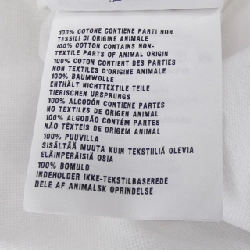 100% COTONE CONTIENE PARTI NON
TESSILI DI ORIGINE ANIMALE
100% COTTON CONTAINS NON-
TEXTILE PARTS OF ANIMAL ORIGIN
100% COTON CONTIENT DES PARTIES
NON TEXTILES D'ORIGINE ANIMALE
100% BAUMWOLLE
ENTHÄLT NICHTTEXTILE TEILE
TIERISCHEN URSPRUNGS
100% ALGODÓN CONTIENE PARTES
NO TEXTILES DE ORIGEN ANIMAL
100% ALGODÃO CONTÉM PARTES
NÃO TÊXTEIS DE ORIGEM ANIMAL
100% PUUVILLA
SISÄLTÄÄ MUUTA KUIN TEKSTIILIÄ OLEVIA
ELÄINPERÄISIÄ OSIA
100% BOMULD
INDEHOLDER IKKE-TEKSTILBASEREDE
DELE AF ANIMALSK OPRINDELSE